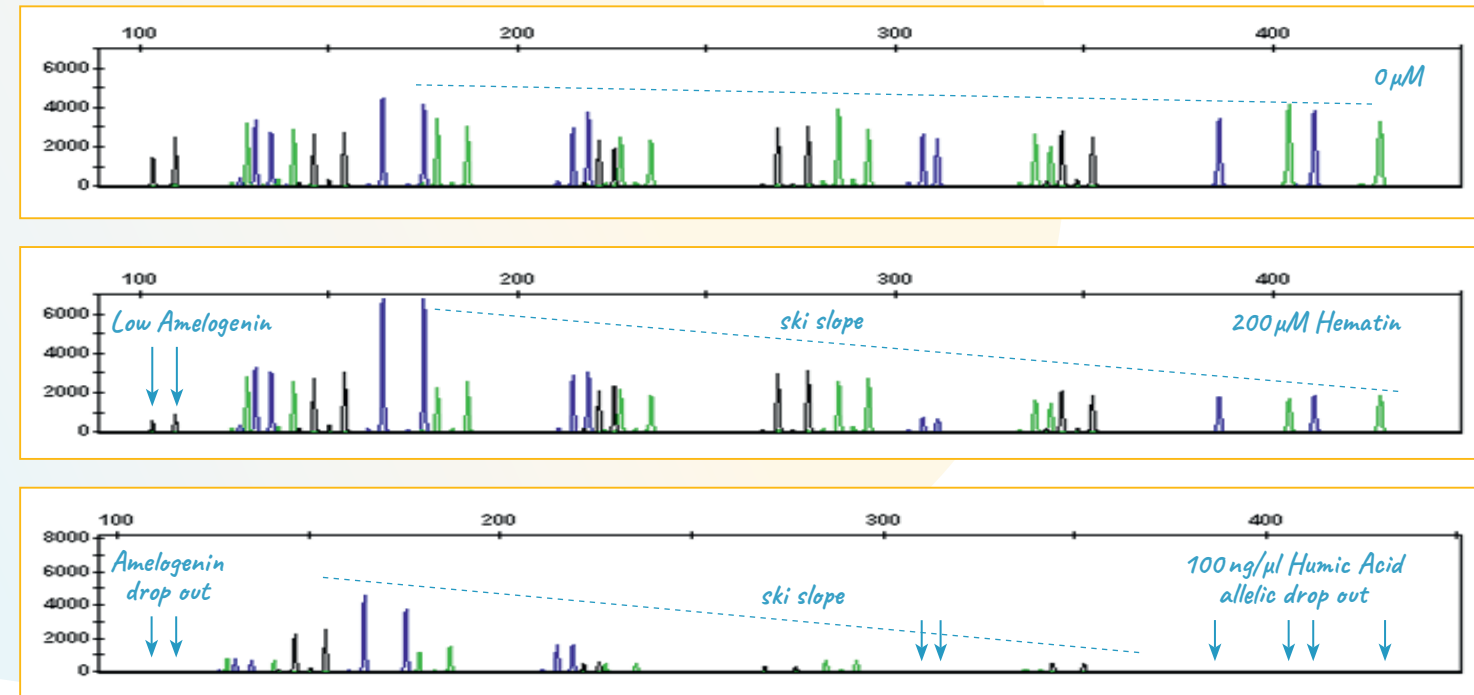 100 200 300 400
6000
0 µM
4000
2000
0
100 200 300 400
6000
Low Amelogenin
ski slope
200 µM Hematin
4000
2000
0
100 200 300 400
8000
Amelogenin
drop out
6000
100 ng/µl Humic Acid
allelic drop out
ski slope
4000
2000
0